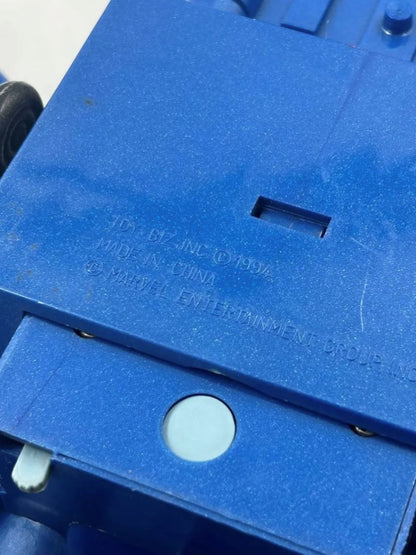 TOY BIZ INC © 1994
MADE IN CHINA
© MARVEL ENTERTAINMENT GROUP INC